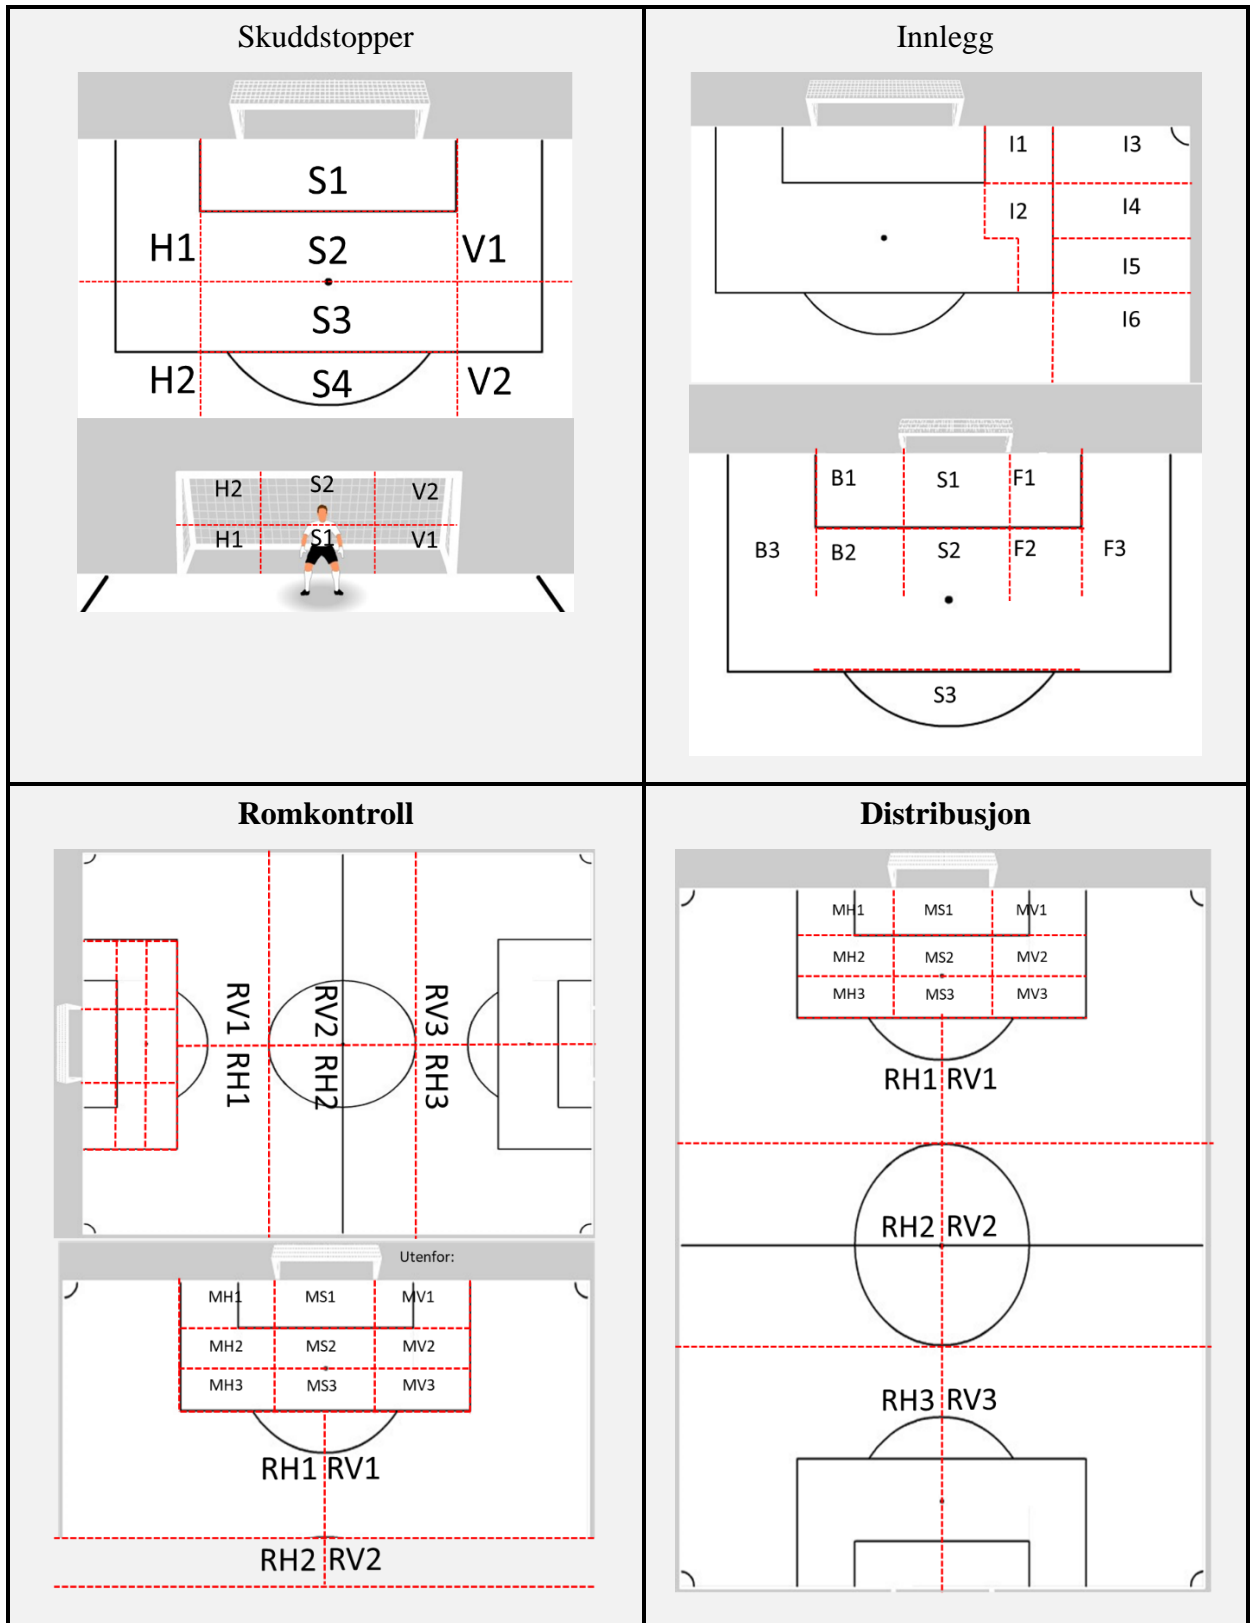 Skuddstopper
S1
H1 S2 V1
S3
H2 S4 V2
H2 S2 V2
H1 S1 V1
Innlegg
I1 I3
I2 I4
I5
I6
B1 S1 F1
B3 B2 S2 F2 F3
S3
Romkontroll
RV1 RV2 RV3
RH1 RH2 RH3
Utenfor:
MH1 MS1 MV1
MH2 MS2 MV2
MH3 MS3 MV3
RH1 RV1
RH2 RV2
Distribusjon
MH1 MS1 MV1
MH2 MS2 MV2
MH3 MS3 MV3
RH1 RV1
RH2 RV2
RH3 RV3